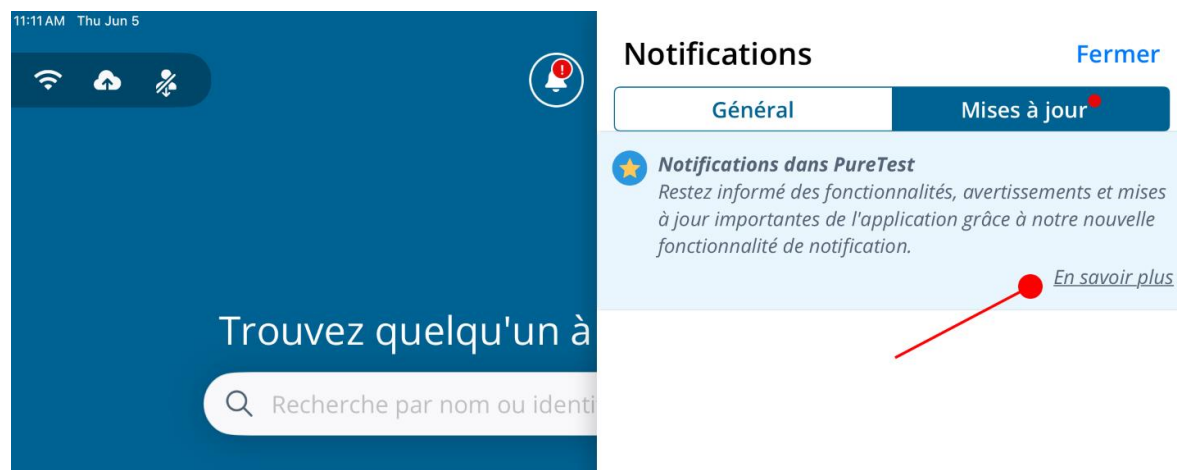 11:11 AM Thu Jun 5
Trouvez quelqu'un à
Recherche par nom ou identi
Notifications
Fermer
Général
Mises à jour
Notifications dans PureTest
Restez informé des fonctionnalités, avertissements et mises
à jour importantes de l'application grâce à notre nouvelle
fonctionnalité de notification.
En savoir plus